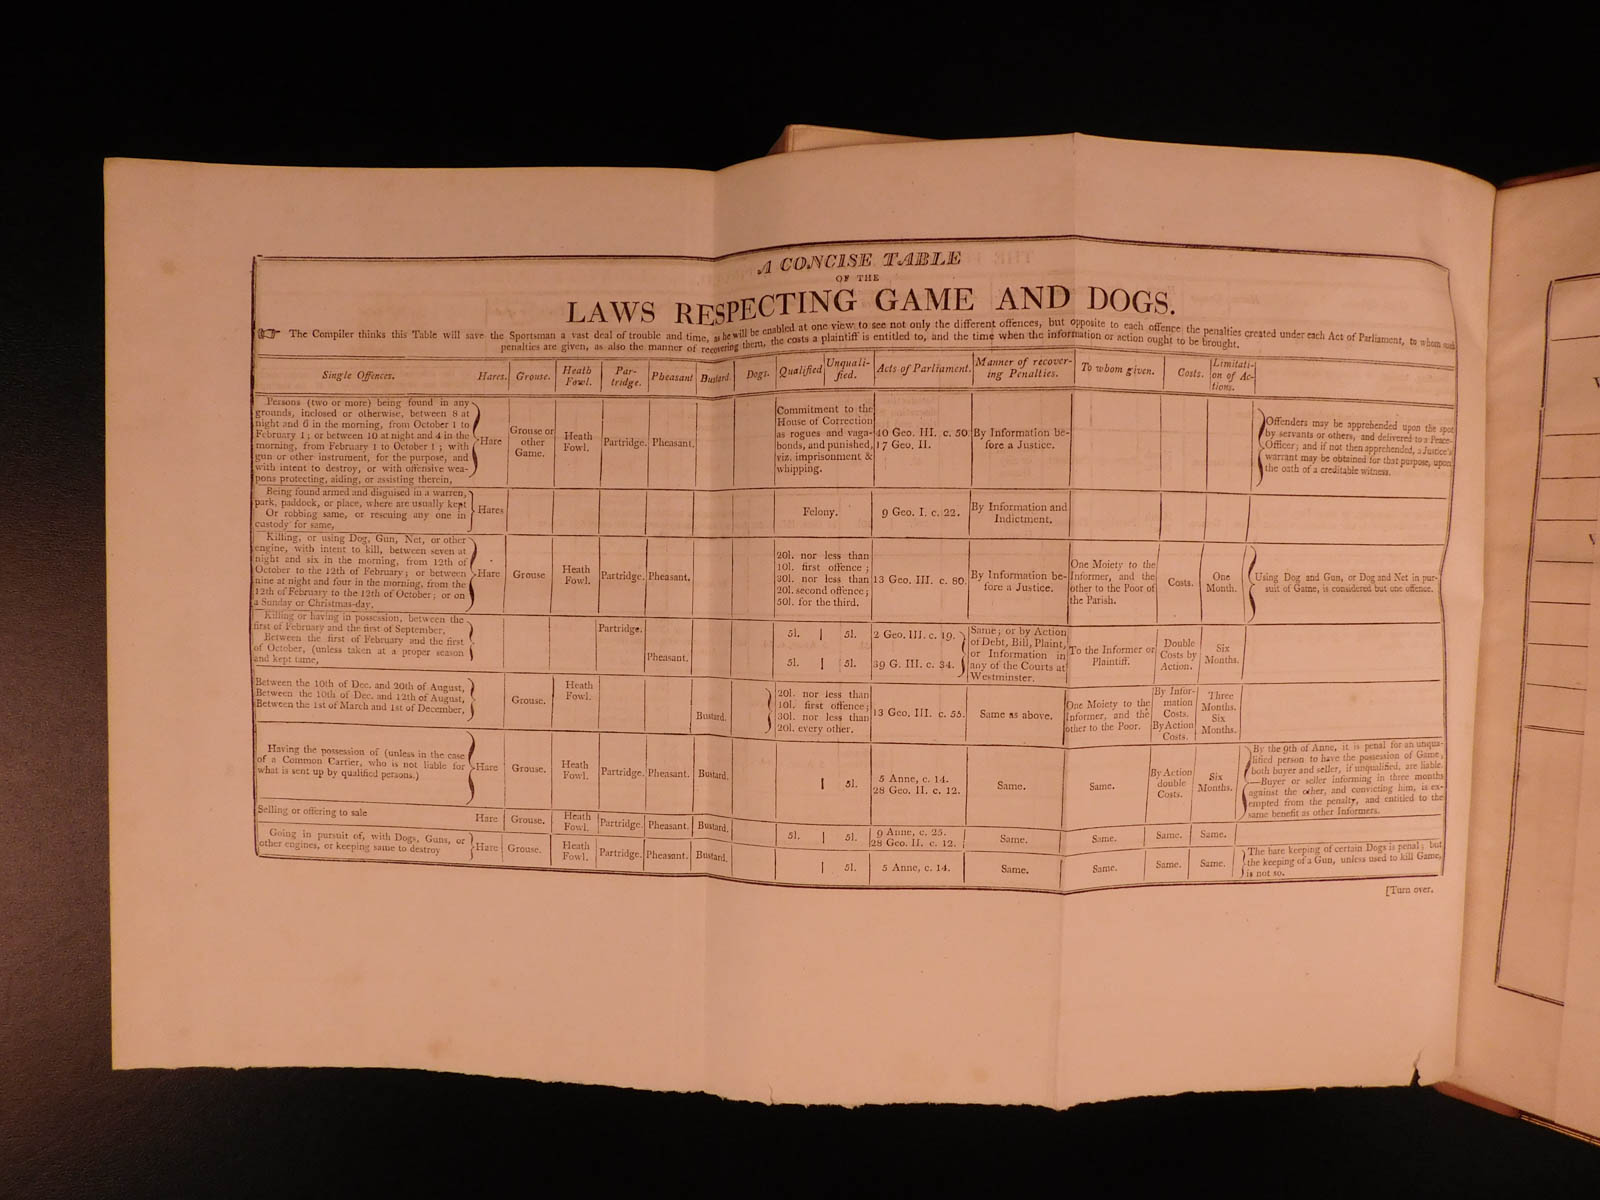 A CONCISE TABLE
OF THE
LAWS RESPECTING GAME AND DOGS.
☞ The Compiler thinks this Table will save the Sportsman a vast deal of trouble and time, as he will be enabled at one view to see not only the different offences, but opposite to each offence the penalties created under each Act of Parliament, to whom such
penalties are given, as also the manner of recovering them, the costs a plaintiff is entitled to, and the time when the information or action ought to be brought.
Single Offences.
Hares.
Grouse.
Heath
Fowl.
Par-
tridge.
Pheasant
Bustard.
Dogs.
Qualified
Unquali-
fied.
Acts of Parliament.
Manner of recover-
ing Penalties.
To whom given.
Costs.
Limitati-
on of Ac-
tions.
Persons (two or more) being found in any
grounds, inclosed or otherwise, between 8 at
night and 6 in the morning, from October 1 to
February 1; or between 10 at night and 4 in the
morning, from February 1 to October 1; with
gun or other instrument, for the purpose, and
with intent to destroy, or with offensive wea-
pons protecting, aiding, or assisting therein,
Hare
Grouse or
other
Game.
Heath
Fowl.
Partridge.
Pheasant.
Commitment to the
House of Correction
as rogues and vaga-
bonds, and punished,
viz. imprisonment &
whipping.
40 Geo. III. c. 50
17 Geo. II.
By Information be-
fore a Justice.
Offenders may be apprehended upon the spot
by servants or others, and delivered to a Peace-
Officer; and if not then apprehended, a Justice's
warrant may be obtained for that purpose, upon
the oath of a creditable witness.
Being found armed and disguised in a warren,
park, paddock, or place, where are usually kept
Or robbing same, or rescuing any one in
custody for same,
Hares
Felony.
9 Geo. I. c. 22.
By Information and
Indictment.
Killing, or using Dog, Gun, Net, or other
engine, with intent to kill, between seven at
night and six in the morning, from 12th of
October to the 12th of February; or between
nine at night and four in the morning, from the
12th of February to the 12th of October; or on
a Sunday or Christmas-day,
Hare
Grouse
Heath
Fowl.
Partridge.
Pheasant.
20l. nor less than
10l. first offence;
30l. nor less than
20l. second offence;
50l. for the third.
13 Geo. III. c. 80.
By Information be-
fore a Justice.
One Moiety to the
Informer, and the
other to the Poor of
the Parish.
Costs.
One
Month.
Using Dog and Gun, or Dog and Net in pur-
suit of Game, is considered but one offence.
Killing or having in possession, between the
first of February and the first of September,
Between the first of February and the first
of October, (unless taken at a proper season
and kept tame,
Partridge.
Pheasant.
5l. | 5l.
5l. | 5l.
2 Geo. III. c. 19.
39 G. III. c. 34.
Same; or by Action
of Debt, Bill, Plaint,
or Information in
any of the Courts at
Westminster.
To the Informer or
Plaintiff.
Double
Costs by
Action.
Six
Months.
Between the 10th of Dec. and 20th of August,
Between the 10th of Dec. and 12th of August,
Between the 1st of March and 1st of December,
Grouse.
Heath
Fowl.
Bustard.
20l. nor less than
10l. first offence;
30l. nor less than
20l. every other.
13 Geo. III. c. 55.
Same as above.
One Moiety to the
Informer, and the
other to the Poor.
By Infor-
mation
Costs.
By Action
Costs.
Three
Months.
Six
Months.
Having the possession of (unless in the case
of a Common Carrier, who is not liable for
what is sent up by qualified persons.)
Hare
Grouse.
Heath
Fowl.
Partridge.
Pheasant.
Bustard.
| 5l.
5 Anne, c. 14.
28 Geo. II. c. 12.
Same.
Same.
By Action
double
Costs.
Six
Months.
By the 9th of Anne, it is penal for an unqua-
lified person to have the possession of Game;
both buyer and seller, if unqualified, are liable.
—Buyer or seller informing in three months
against the other, and convicting him, is ex-
empted from the penalty, and entitled to the
same benefit as other Informers.
Selling or offering to sale
Hare
Grouse.
Heath
Fowl.
Partridge.
Pheasant.
Bustard.
5l. | 5l.
9 Anne, c. 25.
28 Geo. II. c. 12.
Same.
Same.
Same.
Same.
Going in pursuit of, with Dogs, Guns, or
other engines, or keeping same to destroy
Hare
Grouse.
Heath
Fowl.
Partridge.
Pheasant.
Bustard.
| 5l.
5 Anne, c. 14.
Same.
Same.
Same.
Same.
The bare keeping of certain Dogs is penal; but
the keeping of a Gun, unless used to kill Game,
is not so.
[Turn over.